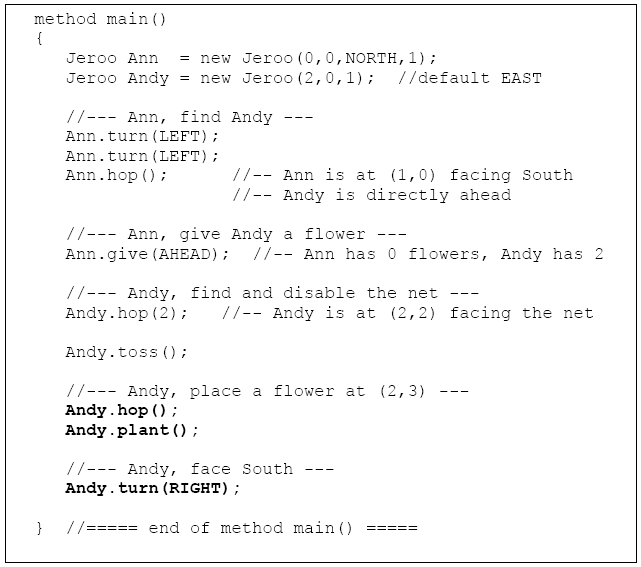 method main()
{
Jeroo Ann = new Jeroo(0,0,NORTH,1);
Jeroo Andy = new Jeroo(2,0,1); //default EAST
//--- Ann, find Andy ---
Ann.turn(LEFT);
Ann.turn(LEFT);
Ann.hop(); //-- Ann is at (1,0) facing South
//-- Andy is directly ahead
//--- Ann, give Andy a flower ---
Ann.give(AHEAD); //-- Ann has 0 flowers, Andy has 2
//--- Andy, find and disable the net ---
Andy.hop(2); //-- Andy is at (2,2) facing the net
Andy.toss();
//--- Andy, place a flower at (2,3) ---
Andy.hop();
Andy.plant();
//--- Andy, face South ---
Andy.turn(RIGHT);
} //===== end of method main() =====